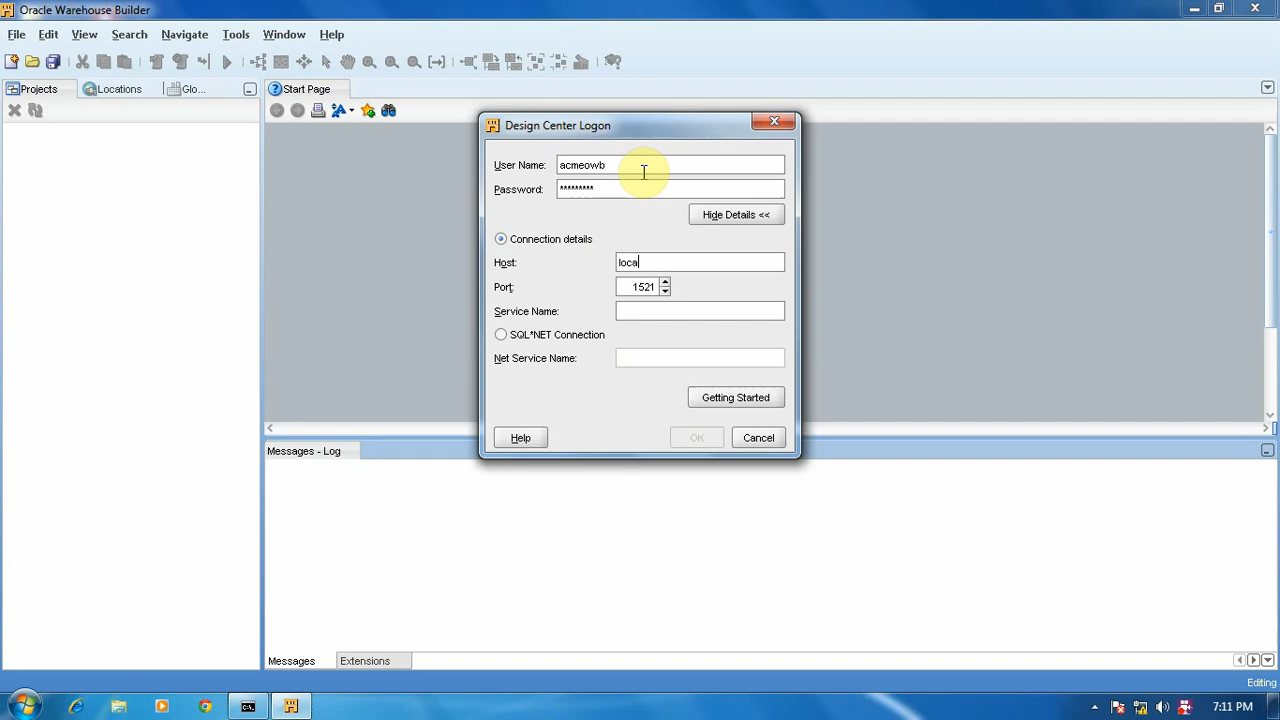 Oracle Warehouse Builder
File Edit View Search Navigate Tools Window Help
Projects Locations Glo... Start Page
Design Center Logon
User Name: acmeowb
Password: *********
Hide Details <<
Connection details
Host: loca
Port: 1521
Service Name:
SQL*NET Connection
Net Service Name:
Getting Started
Help OK Cancel
Messages - Log
Messages Extensions
Editing
7:11 PM